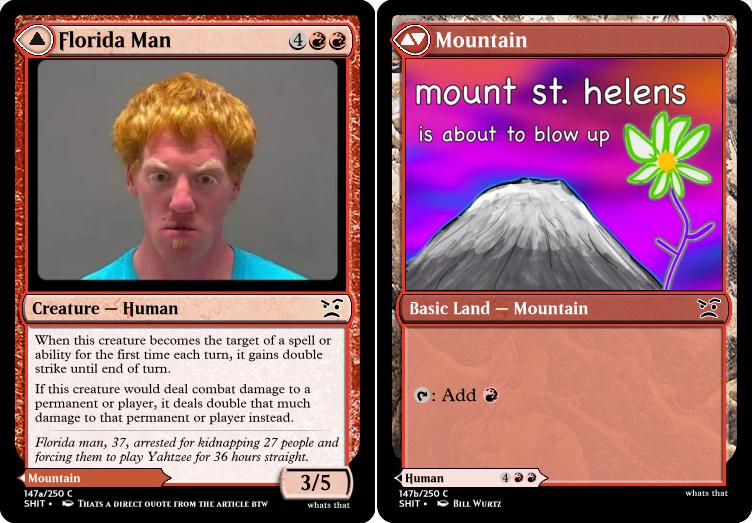 Florida Man 4
Creature — Human
When this creature becomes the target of a spell or
ability for the first time each turn, it gains double
strike until end of turn.
If this creature would deal combat damage to a
permanent or player, it deals double that much
damage to that permanent or player instead.
Florida man, 37, arrested for kidnapping 27 people and
forcing them to play Yahtzee for 36 hours straight.
Mountain
3/5
147a/250 C
SHIT • THATS A DIRECT QUOTE FROM THE ARTICLE BTW
whats that
Mountain
mount st. helens
is about to blow up
Basic Land — Mountain
: Add
Human 4
147b/250 C
SHIT • BILL WURTZ
whats that